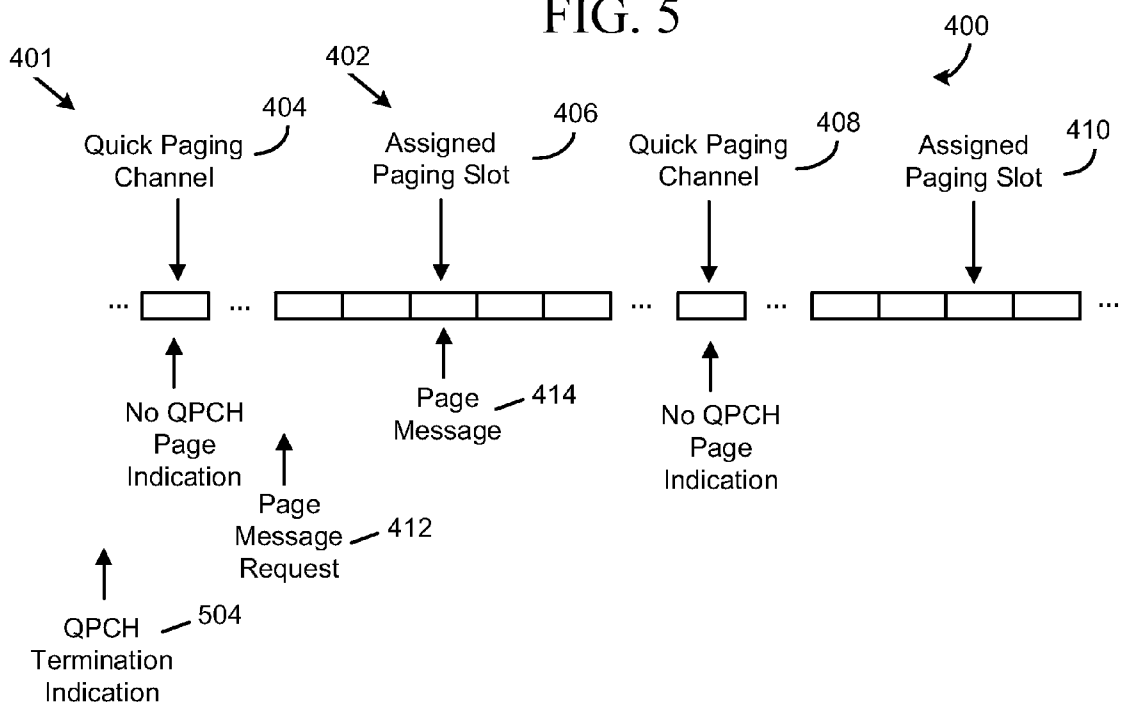 FIG. 5
401
402
400
404
406
408
410
Quick Paging
Channel
Assigned
Paging Slot
Quick Paging
Channel
Assigned
Paging Slot
...
...
...
...
...
No QPCH
Page
Indication
Page
Message
414
No QPCH
Page
Indication
Page
Message
Request
412
QPCH
Termination
Indication
504